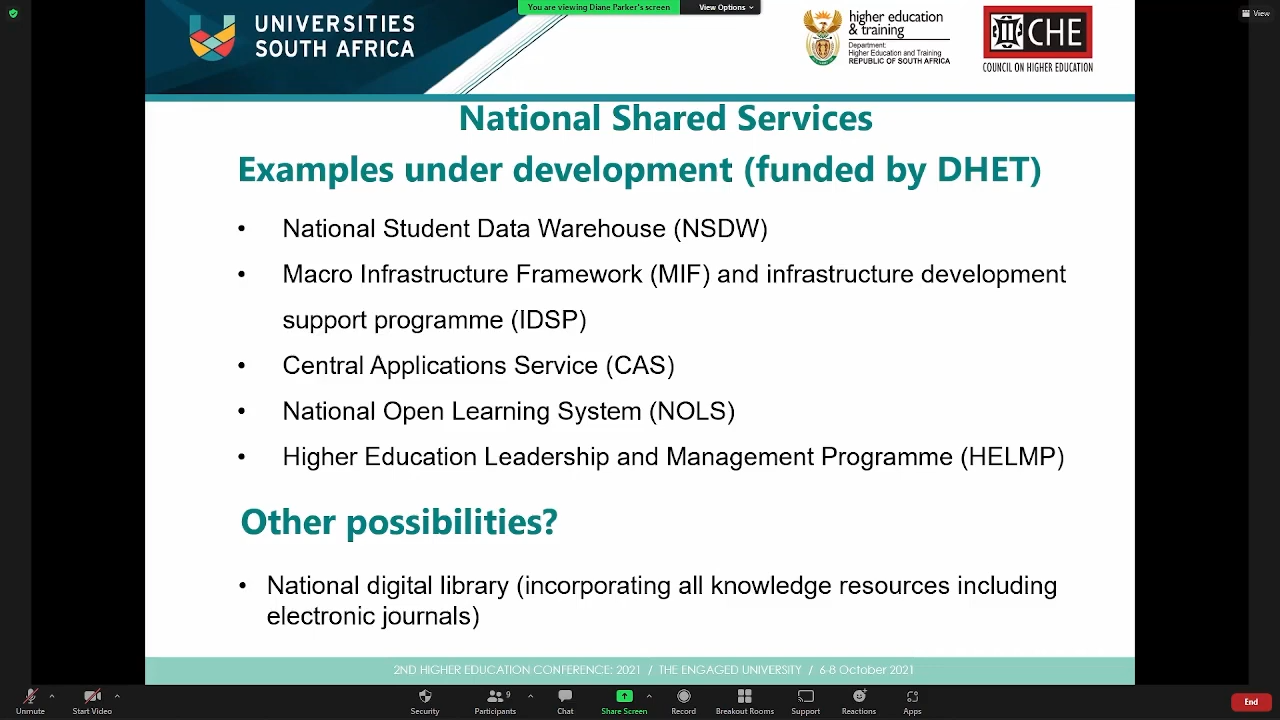 You are viewing Diane Parker's screen
View Options
View
UNIVERSITIES
SOUTH AFRICA
higher education
& training
Department:
Higher Education and Training
REPUBLIC OF SOUTH AFRICA
CHE
COUNCIL ON HIGHER EDUCATION
National Shared Services
Examples under development (funded by DHET)
• National Student Data Warehouse (NSDW)
• Macro Infrastructure Framework (MIF) and infrastructure development
support programme (IDSP)
• Central Applications Service (CAS)
• National Open Learning System (NOLS)
• Higher Education Leadership and Management Programme (HELMP)
Other possibilities?
• National digital library (incorporating all knowledge resources including
electronic journals)
2ND HIGHER EDUCATION CONFERENCE: 2021 / THE ENGAGED UNIVERSITY / 6-8 October 2021
Unmute
Start Video
Security
Participants
9
Chat
Share Screen
Record
Breakout Rooms
Support
Reactions
Apps
End